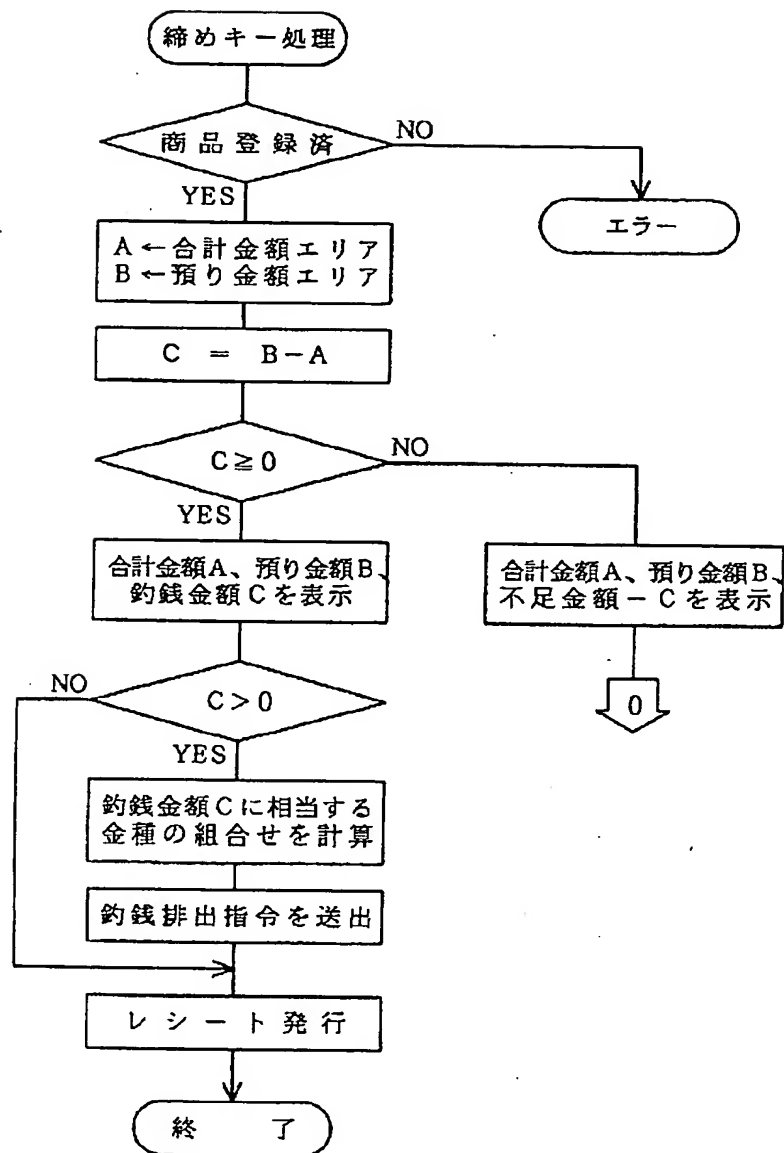 締めキー処理
商品登録済
NO
YES
エラー
A←合計金額エリア
B←預り金額エリア
C = B-A
C≧0
NO
YES
合計金額A、預り金額B、
釣銭金額Cを表示
合計金額A、預り金額B、
不足金額-Cを表示
0
NO
C>0
YES
釣銭金額Cに相当する
金種の組合せを計算
釣銭排出指令を送出
レシート発行
終 了